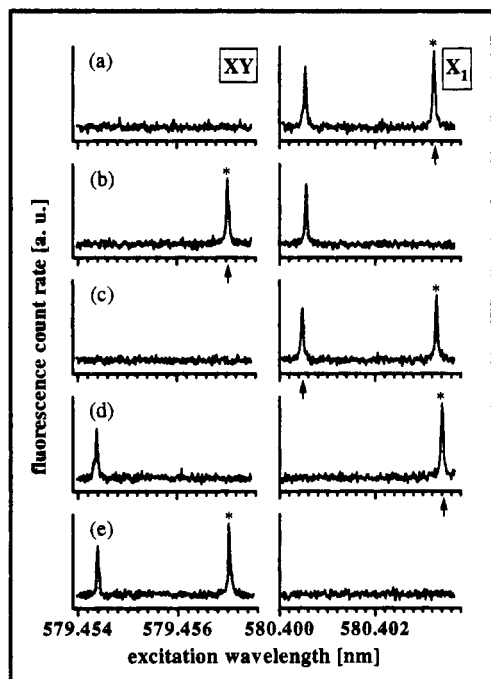 (a) XY * X1
(b) *
(c) *
(d) *
(e) *
579.454 579.456 580.400 580.402
excitation wavelength [nm]
fluorescence count rate [a. u.]